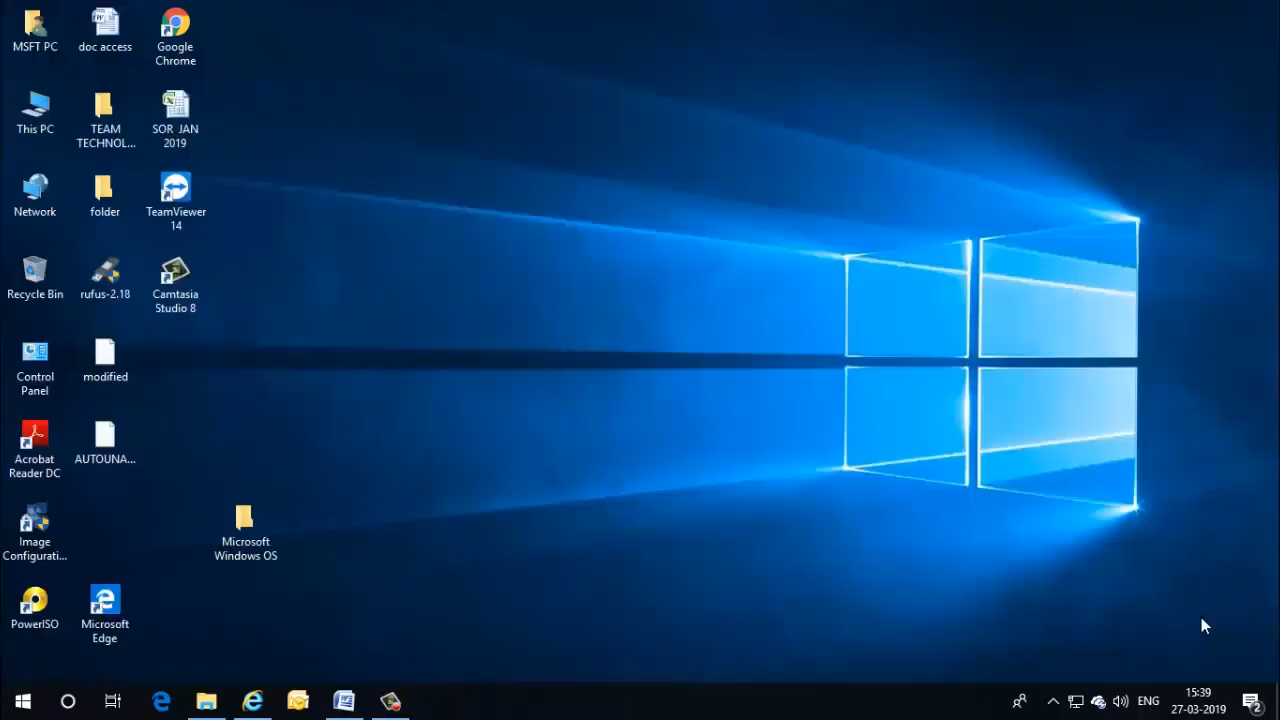 MSFT PC
doc access
Google
Chrome
This PC
TEAM
TECHNOL...
SOR JAN
2019
Network
folder
TeamViewer
14
Recycle Bin
rufus-2.18
Camtasia
Studio 8
Control
Panel
modified
Acrobat
Reader DC
AUTOUNA...
Image
Configurati...
Microsoft
Windows OS
PowerISO
Microsoft
Edge
ENG
15:39
27-03-2019
2